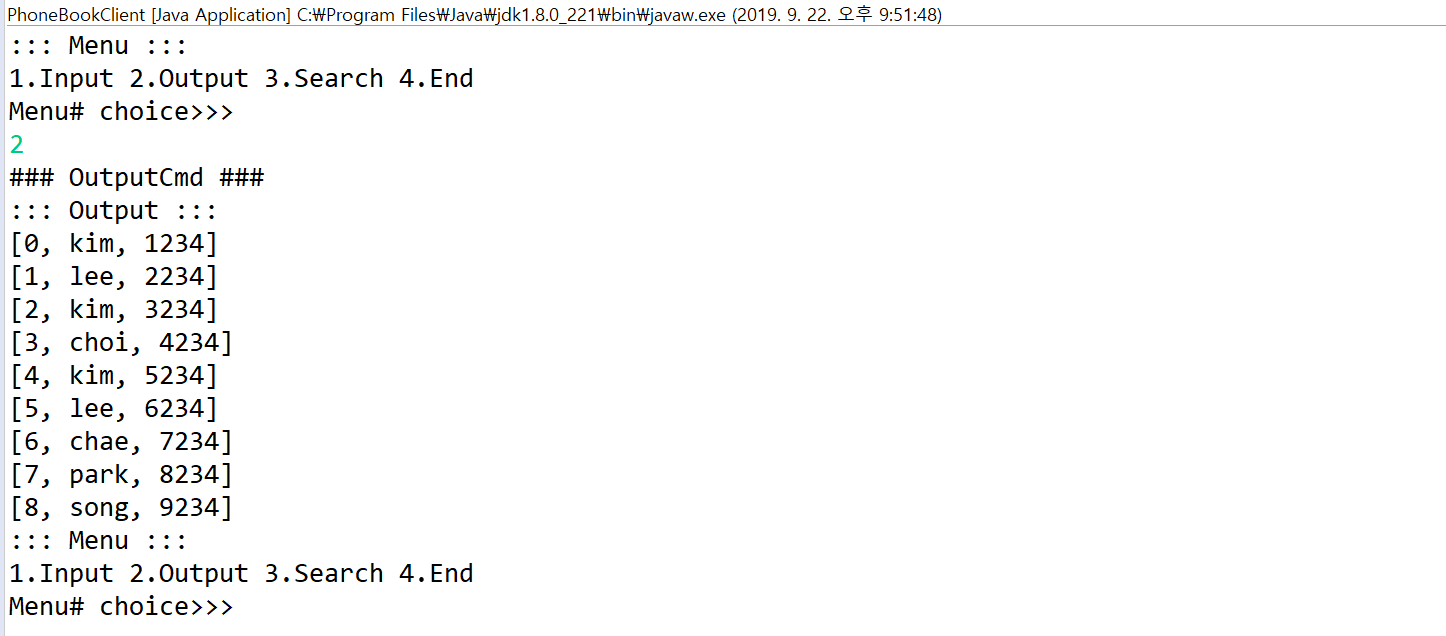 PhoneBookClient [Java Application] C:₩Program Files₩Java₩jdk1.8.0_221₩bin₩javaw.exe (2019. 9. 22. 오후 9:51:48)
::: Menu :::
1.Input 2.Output 3.Search 4.End
Menu# choice>>>
2
### OutputCmd ###
::: Output :::
[0, kim, 1234]
[1, lee, 2234]
[2, kim, 3234]
[3, choi, 4234]
[4, kim, 5234]
[5, lee, 6234]
[6, chae, 7234]
[7, park, 8234]
[8, song, 9234]
::: Menu :::
1.Input 2.Output 3.Search 4.End
Menu# choice>>>